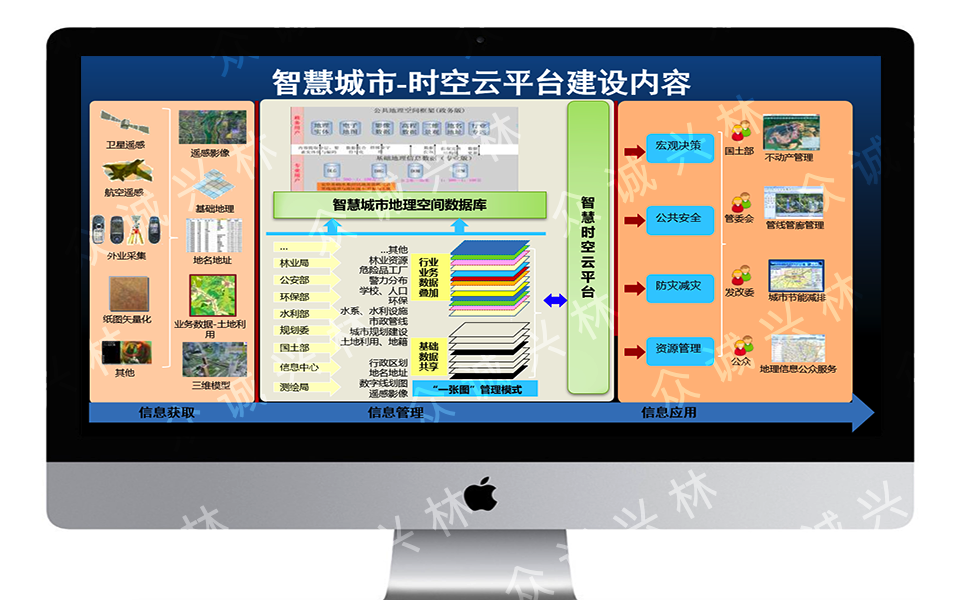 智慧城市-时空云平台建设内容
卫星遥感
遥感影像
航空遥感
基础地理
外业采集
地名地址
纸图矢量化
业务数据-土地利
用
其他
三维模型
信息获取
公共地理空间框架(政务版)
基础地理信息数据(专业版)
智慧城市地理空间数据库
...
林业局
公安部
环保部
水利部
规划委
国土部
信息中心
测绘局
...其他
林业资源
危险品工厂
警力分布
学校、人口
环保
水系、水利设施
市政管线
城市规划建设
土地利用、地籍
行政区划
地名地址
数字线划图
遥感影像
行业
业务
数据
叠加
基础
数据
共享
“一张图”管理模式
信息管理
智慧时空云平台
宏观决策
公共安全
防灾减灾
资源管理
国土部
管委会
发改委
公众
不动产管理
管线管廊管理
城市节能减排
地理信息公众服务
信息应用
众诚兴林